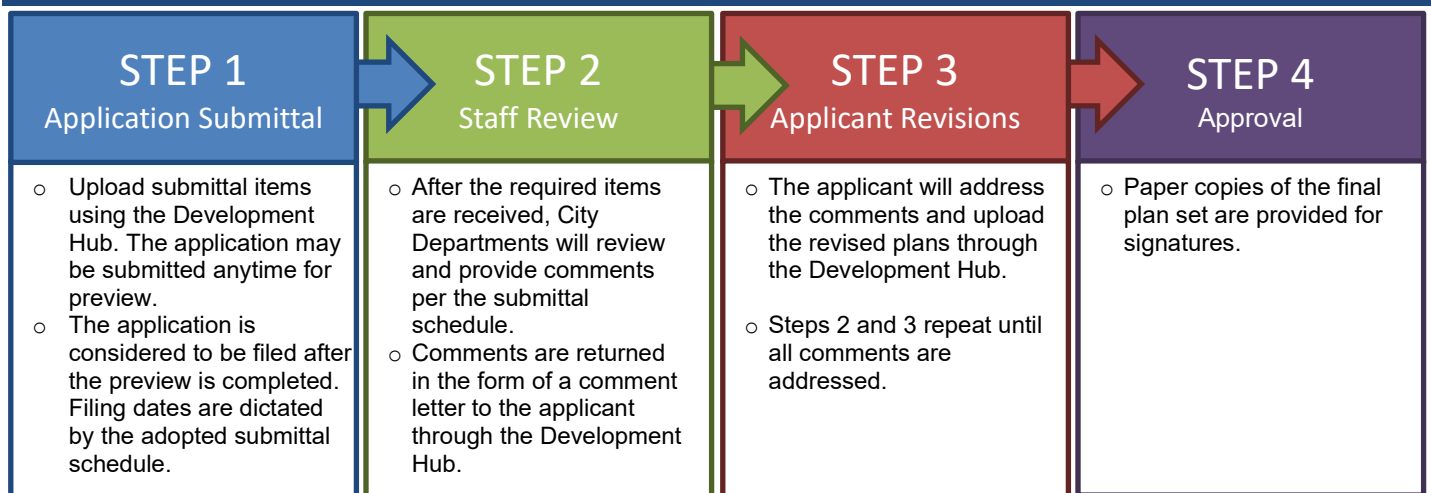 STEP 1
Application Submittal
○ Upload submittal items
using the Development
Hub. The application may
be submitted anytime for
preview.
○ The application is
considered to be filed after
the preview is completed.
Filing dates are dictated
by the adopted submittal
schedule.
STEP 2
Staff Review
○ After the required items
are received, City
Departments will review
and provide comments
per the submittal
schedule.
○ Comments are returned
in the form of a comment
letter to the applicant
through the Development
Hub.
STEP 3
Applicant Revisions
○ The applicant will address
the comments and upload
the revised plans through
the Development Hub.
○ Steps 2 and 3 repeat until
all comments are
addressed.
STEP 4
Approval
○ Paper copies of the final
plan set are provided for
signatures.